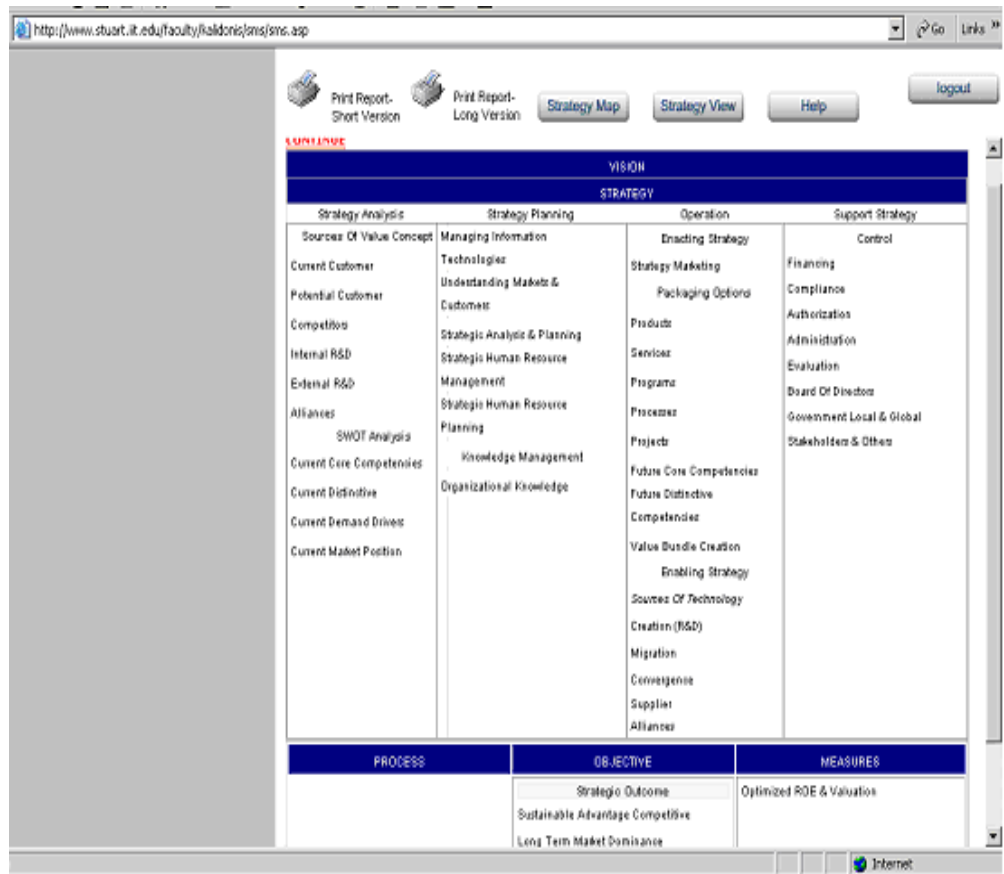 http://www.stuart.iit.edu/faculty/kalidonis/sms/sms.asp
Go
Links »
Print Report-
Short Version
Print Report-
Long Version
Strategy Map
Strategy View
Help
logout
CONTINUE
VISION
STRATEGY
Strategy Analysis
Sources Of Value Concept
Current Customer
Potential Customer
Competitors
Internal R&D
External R&D
Alliances
SWOT Analysis
Current Core Competencies
Current Distinctive
Current Demand Drivers
Current Market Position
Strategy Planning
Managing Information
Technologies
Understanding Markets &
Customers
Strategic Analysis & Planning
Strategic Human Resource
Management
Strategic Human Resource
Planning
Knowledge Management
Organizational Knowledge
Operation
Enacting Strategy
Strategy Marketing
Packaging Options
Products
Services
Programs
Processes
Projects
Future Core Competencies
Future Distinctive
Competencies
Value Bundle Creation
Enabling Strategy
Sources Of Technology
Creation (R&D)
Migration
Convergence
Supplier
Alliances
Support Strategy
Control
Financing
Compliance
Authorization
Administration
Evaluation
Board Of Directors
Government Local & Global
Stakeholders & Others
PROCESS
OBJECTIVE
MEASURES
Strategic Outcome
Sustainable Advantage Competitive
Long Term Market Dominance
Optimized ROE & Valuation
Internet